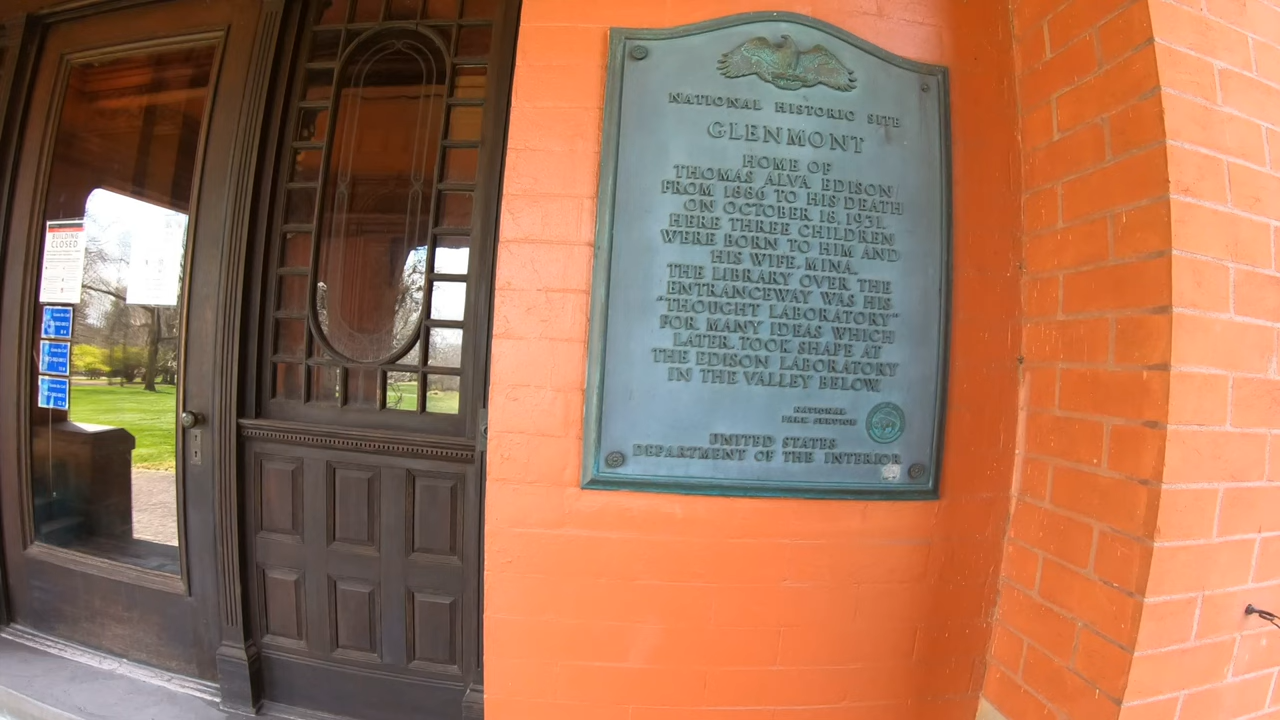 BUILDING
CLOSED
NATIONAL HISTORIC SITE
GLENMONT
HOME OF
THOMAS ALVA EDISON
FROM 1886 TO HIS DEATH
ON OCTOBER 18, 1931.
HERE THREE CHILDREN
WERE BORN TO HIM AND
HIS WIFE, MINA.
THE LIBRARY OVER THE
ENTRANCEWAY WAS HIS
"THOUGHT LABORATORY"
FOR MANY IDEAS WHICH
LATER TOOK SHAPE AT
THE EDISON LABORATORY
IN THE VALLEY BELOW.
NATIONAL
PARK SERVICE
UNITED STATES
DEPARTMENT OF THE INTERIOR